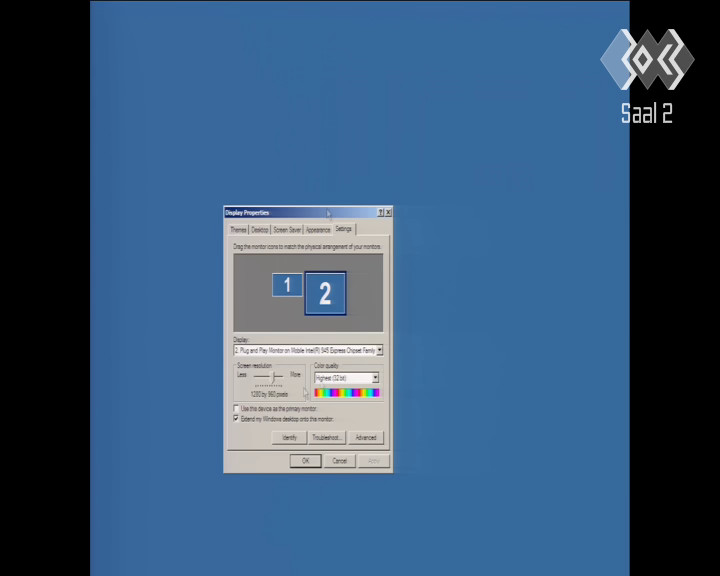 Saal 2
Display Properties
Themes Desktop Screen Saver Appearance Settings
Drag the monitor icons to match the physical arrangement of your monitors.
1 2
Display:
2. Plug and Play Monitor on Mobile Intel(R) 945 Express Chipset Family
Screen resolution
Color quality
Less More
Highest (32 bit)
1280 by 960 pixels
Use this device as the primary monitor.
Extend my Windows desktop onto this monitor.
Identify Troubleshoot... Advanced
OK Cancel Apply